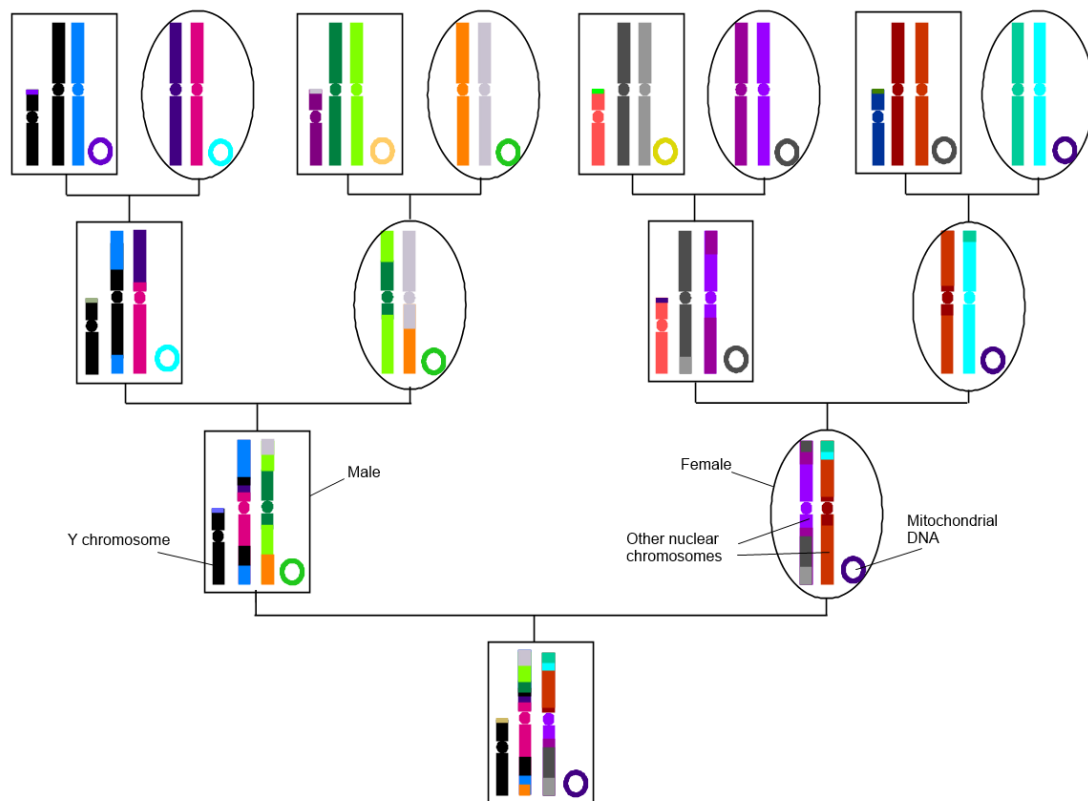 Male
Female
Y chromosome
Other nuclear
chromosomes
Mitochondrial
DNA